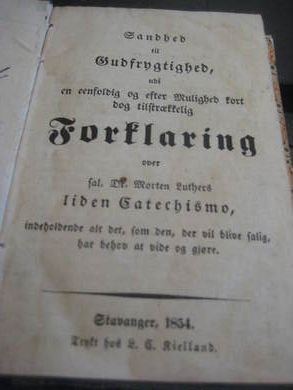 Sandhed
til
Gudfrygtighed,
udi
en eenfoldig og efter Mulighed kort
dog tilstrækkelig
Forklaring
over
sal. Dr. Morten Luthers
liden Catechismo,
indeholdende alt det, som den, der vil blive salig,
har behov at vide og gjøre.
Stavanger, 1854.
Trykt hos L. C. Kielland.